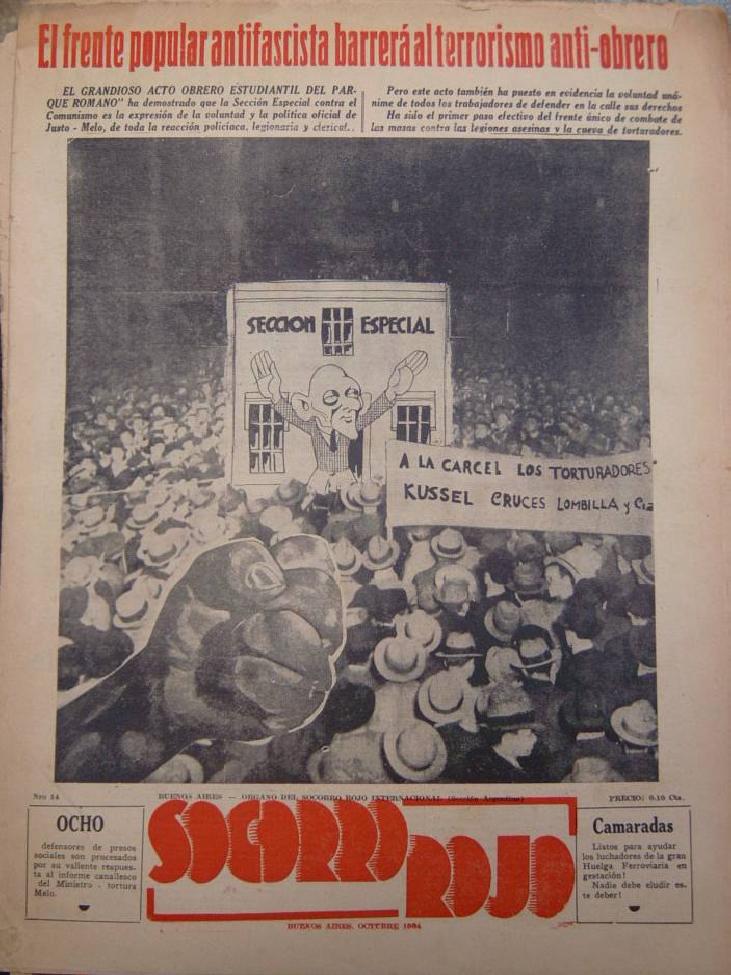 El frente popular antifascista barrerá al terrorismo anti-obrero
EL GRANDIOSO ACTO OBRERO ESTUDIANTIL DEL PAR-
QUE ROMANO" ha demostrado que la Sección Especial contra el
Comunismo es la expresión de la voluntad y la política oficial de
Justo - Melo, de toda la reacción policíaca, legionaria y clerical..
Pero este acto también ha puesto en evidencia la voluntad uná-
nime de todos los trabajadores de defender en la calle sus derechos
Ha sido el primer paso efectivo del frente único de combate de
las masas contra las legiones asesinas y la cueva de torturadores.
SECCION ESPECIAL
A LA CARCEL LOS TORTURADORES
KUSSEL CRUCES LOMBILLA y Cia
Nro 34
BUENOS AIRES — ORGANO DEL SOCORRO ROJO INTERNACIONAL (Sección Argentina)
PRECIO: 0.10 Cts.
OCHO
defensores de presos
sociales son procesados
por su valiente respues-
ta al informe canallesco
del Ministro - tortura
Melo.
SOCORRO
ROJO
BUENOS AIRES, OCTUBRE 1934
Camaradas
Listos para ayudar
los luchadores de la gran
Huelga Ferroviaria en
gestación!
Nadie debe eludir es-
te deber!